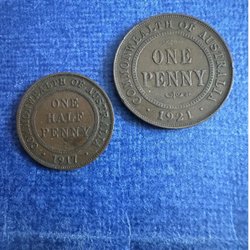 COMMONWEALTH OF AUSTRALIA
ONE
HALF
PENNY
1917
COMMONWEALTH OF AUSTRALIA
ONE
PENNY
1921